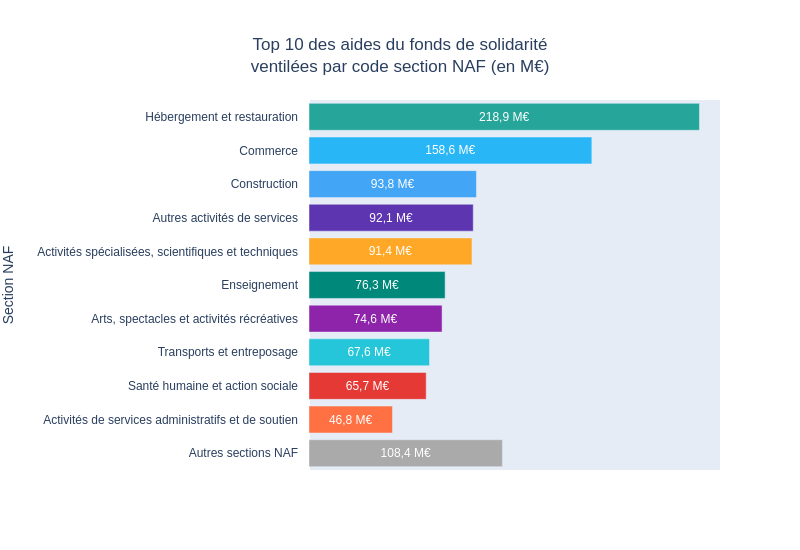 Top 10 des aides du fonds de solidarité
ventilées par code section NAF (en M€)
Section NAF
Hébergement et restauration 218,9 M€
Commerce 158,6 M€
Construction 93,8 M€
Autres activités de services 92,1 M€
Activités spécialisées, scientifiques et techniques 91,4 M€
Enseignement 76,3 M€
Arts, spectacles et activités récréatives 74,6 M€
Transports et entreposage 67,6 M€
Santé humaine et action sociale 65,7 M€
Activités de services administratifs et de soutien 46,8 M€
Autres sections NAF 108,4 M€